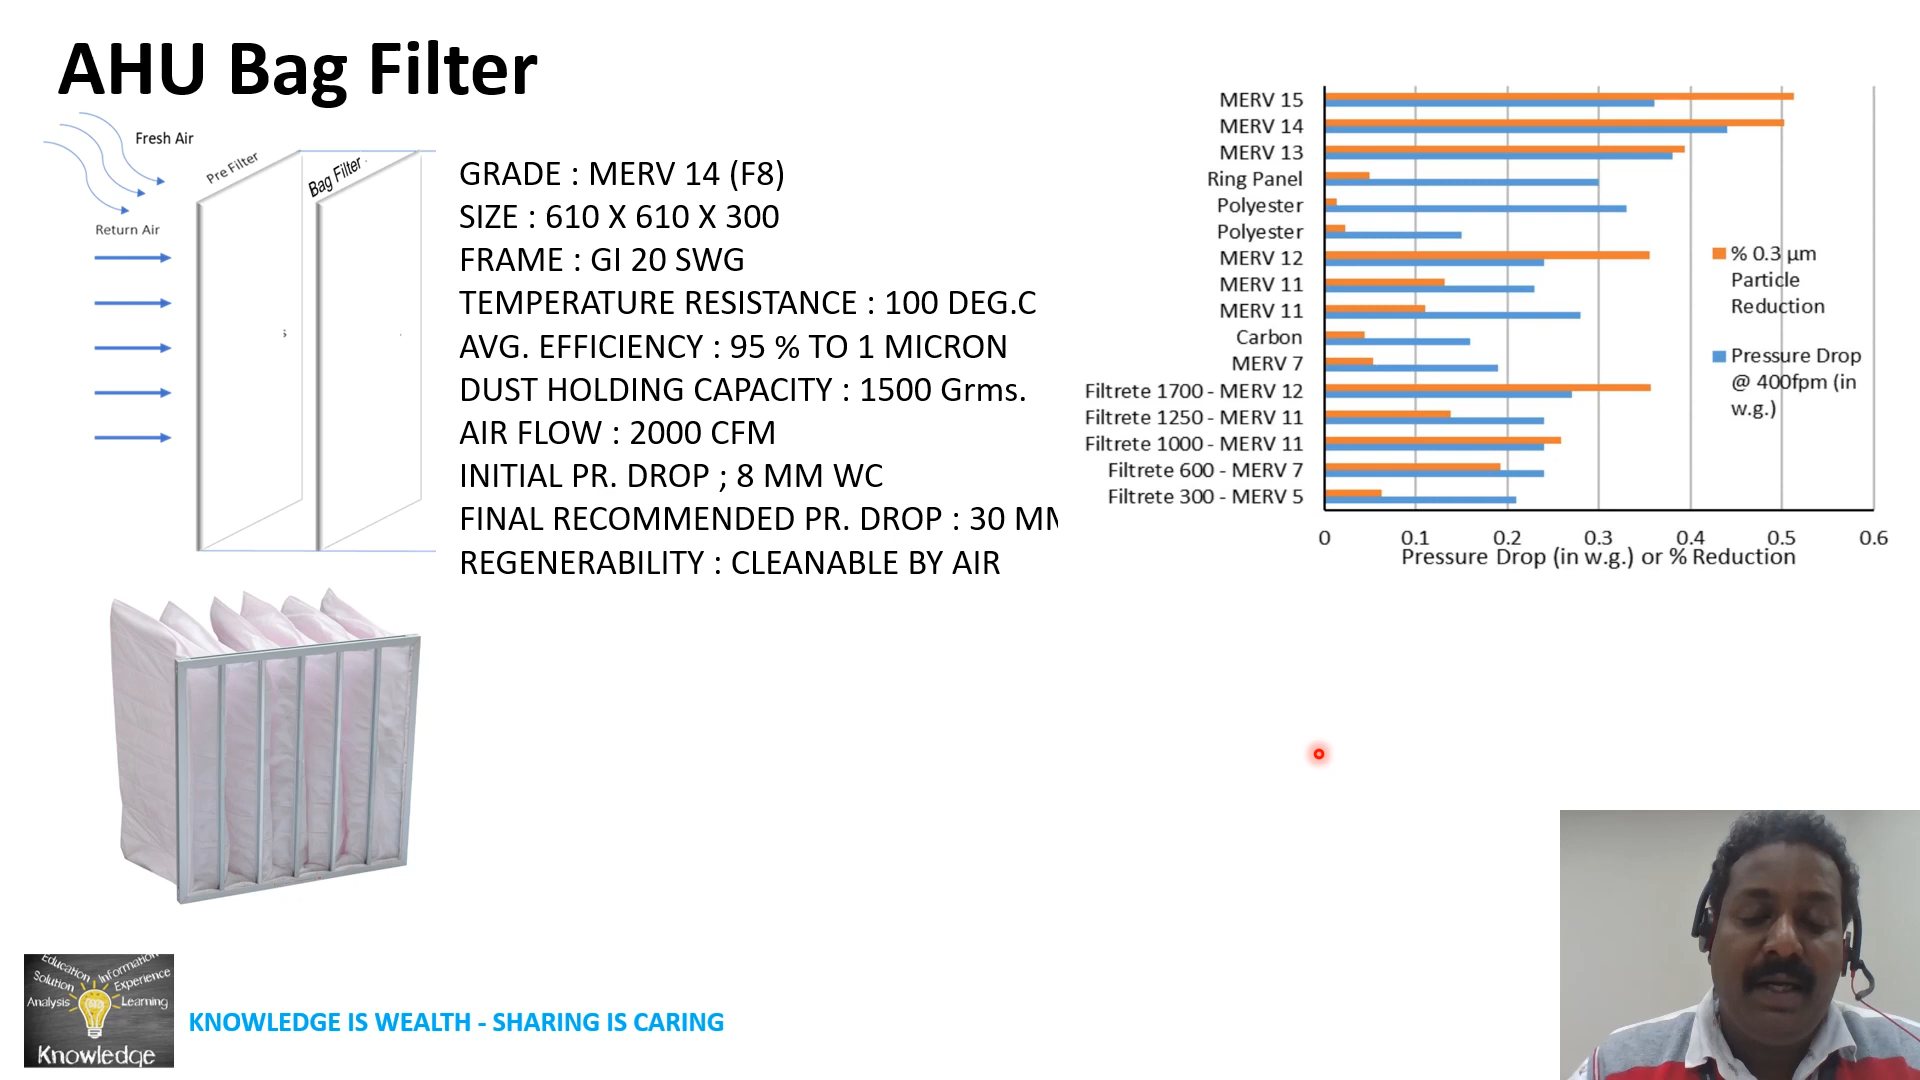 AHU Bag Filter
Fresh Air
Pre Filter
Bag Filter
Return Air
GRADE : MERV 14 (F8)
SIZE : 610 X 610 X 300
FRAME : GI 20 SWG
TEMPERATURE RESISTANCE : 100 DEG.C
AVG. EFFICIENCY : 95 % TO 1 MICRON
DUST HOLDING CAPACITY : 1500 Grms.
AIR FLOW : 2000 CFM
INITIAL PR. DROP ; 8 MM WC
FINAL RECOMMENDED PR. DROP : 30 MM
REGENERABILITY : CLEANABLE BY AIR
MERV 15
MERV 14
MERV 13
Ring Panel
Polyester
Polyester
MERV 12
MERV 11
MERV 11
Carbon
MERV 7
Filtrete 1700 - MERV 12
Filtrete 1250 - MERV 11
Filtrete 1000 - MERV 11
Filtrete 600 - MERV 7
Filtrete 300 - MERV 5
% 0.3 µm
Particle
Reduction
Pressure Drop
@ 400fpm (in
w.g.)
0 0.1 0.2 0.3 0.4 0.5 0.6
Pressure Drop (in w.g.) or % Reduction
Education Information
Solution Experience
Analysis Learning
Knowledge
KNOWLEDGE IS WEALTH - SHARING IS CARING